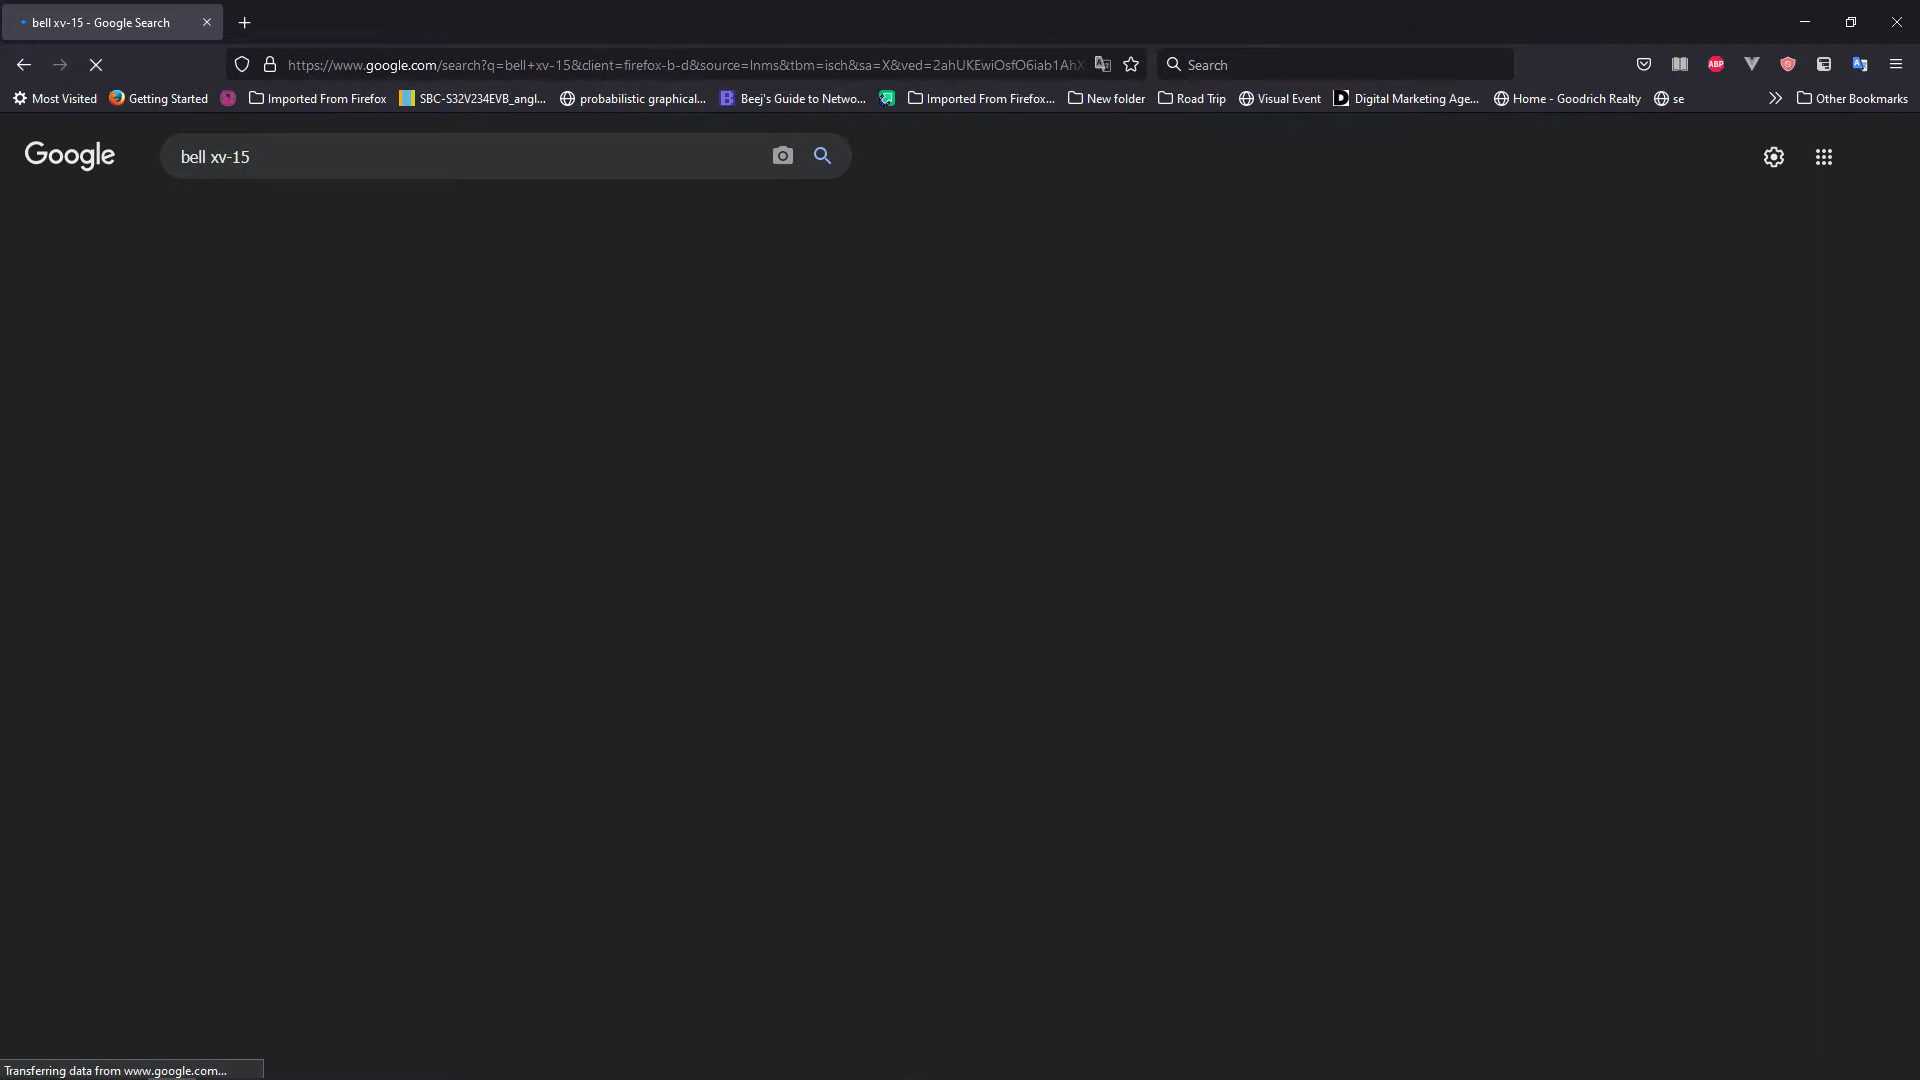 bell xv-15 - Google Search
https://www.google.com/search?q=bell+xv-15&client=firefox-b-d&source=lnms&tbm=isch&sa=X&ved=2ahUKEwiOsfO6iab1AhX
Search
ABP
Most Visited
Getting Started
Imported From Firefox
SBC-S32V234EVB_angl...
probabilistic graphical...
Beej's Guide to Netwo...
Imported From Firefox...
New folder
Road Trip
Visual Event
Digital Marketing Age...
Home - Goodrich Realty
se
Other Bookmarks
Google
bell xv-15
Transferring data from www.google.com...